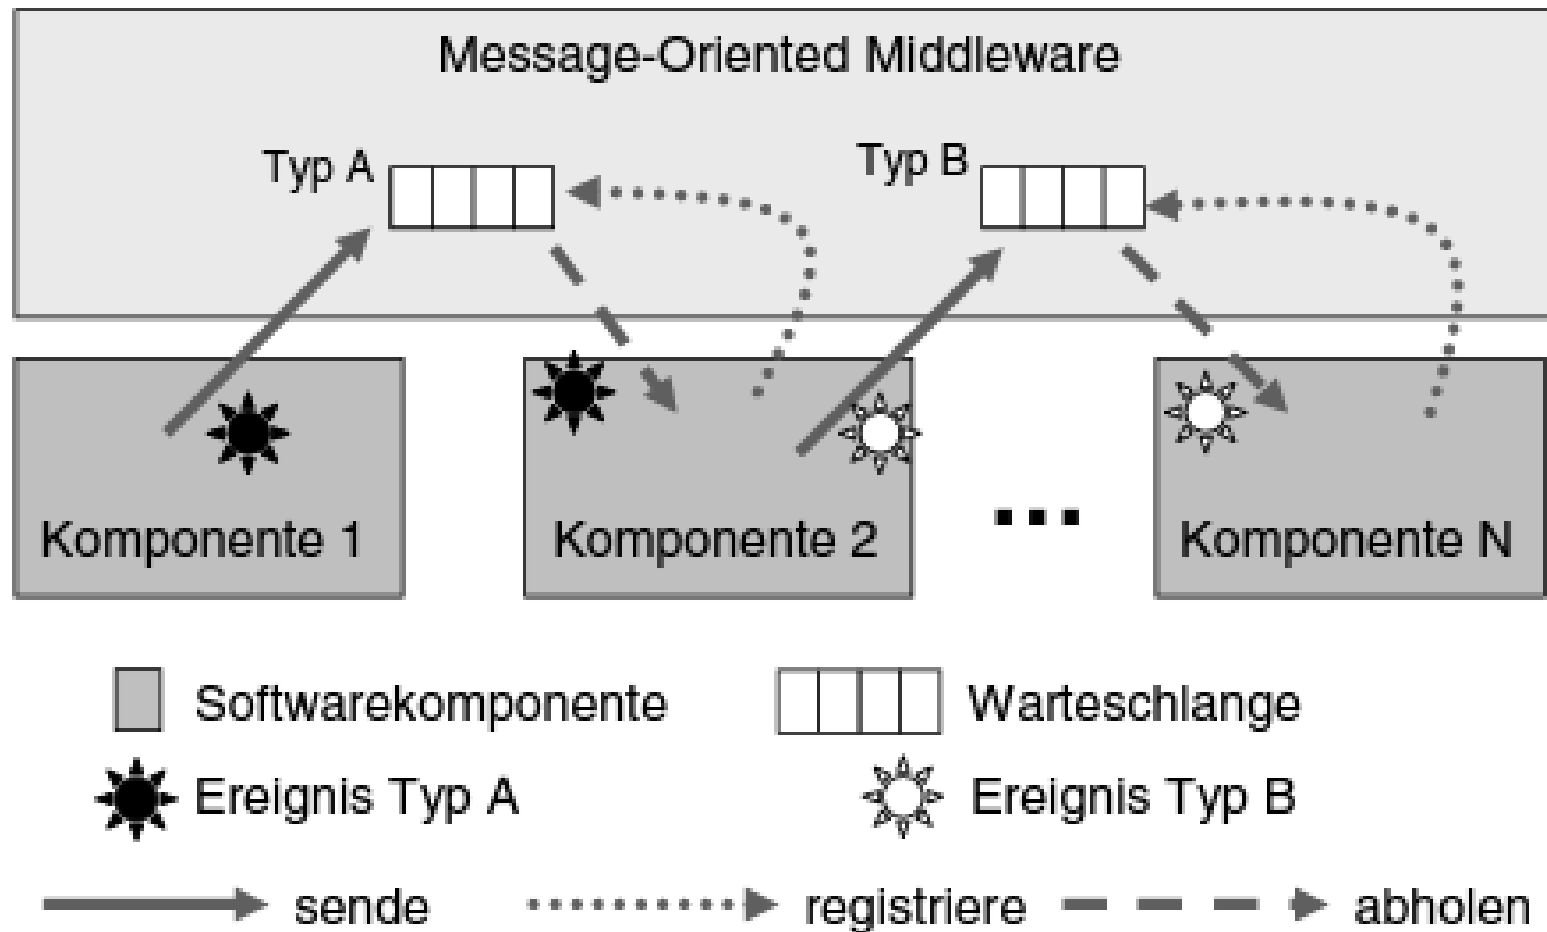 Message-Oriented Middleware
Typ A
Typ B
Komponente 1
Komponente 2
Komponente N
Softwarekomponente
Warteschlange
Ereignis Typ A
Ereignis Typ B
sende
registriere
abholen